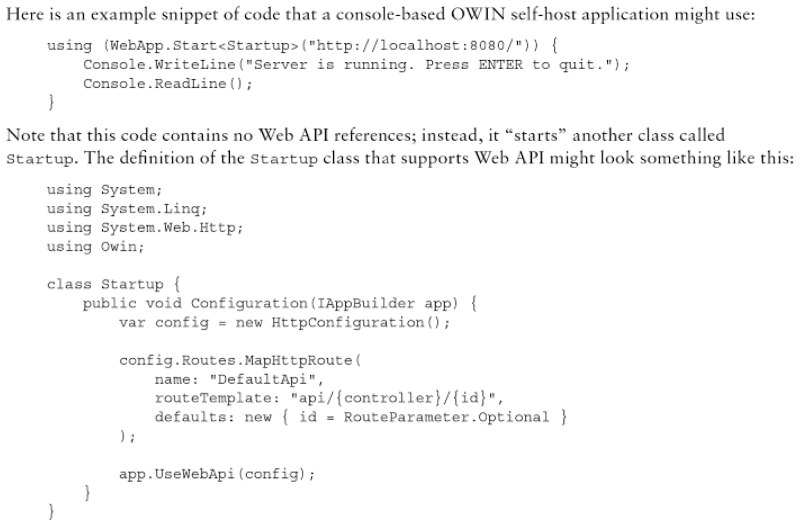 Here is an example snippet of code that a console-based OWIN self-host application might use:
using (WebApp.Start<Startup>("http://localhost:8080/")) {
Console.WriteLine("Server is running. Press ENTER to quit.");
Console.ReadLine();
}
Note that this code contains no Web API references; instead, it “starts” another class called
Startup. The definition of the Startup class that supports Web API might look something like this:
using System;
using System.Linq;
using System.Web.Http;
using Owin;
class Startup {
public void Configuration(IAppBuilder app) {
var config = new HttpConfiguration();
config.Routes.MapHttpRoute(
name: "DefaultApi",
routeTemplate: "api/{controller}/{id}",
defaults: new { id = RouteParameter.Optional }
);
app.UseWebApi(config);
}
}